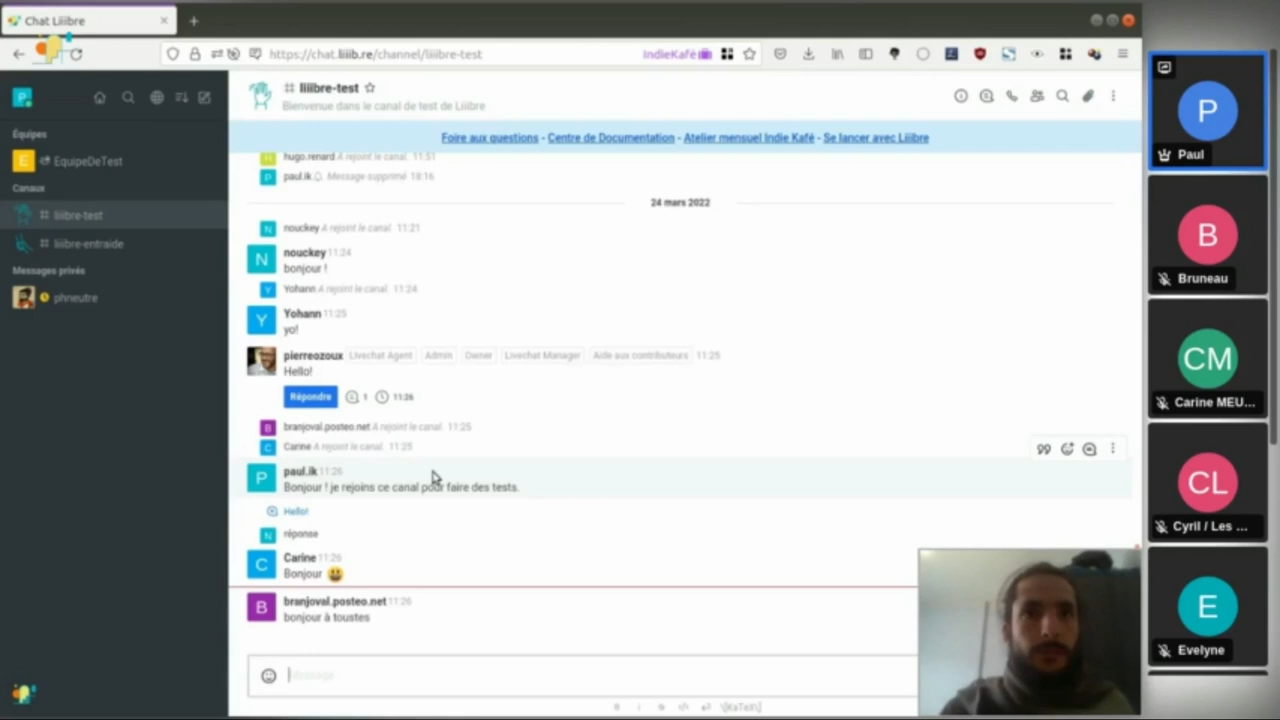 Chat Liiibre
https://chat.liiib.re/channel/liiibre-test
IndieKafé
P
liiibre-test
Bienvenue dans le canal de test de Liiibre
Foire aux questions - Centre de Documentation - Atelier mensuel Indie Kafé - Se lancer avec Liiibre
Équipes
E EquipeDeTest
Canaux
liiibre-test
liiibre-entraide
Messages privés
phneutre
hugo.renard A rejoint le canal. 11:51
P paul.ik Message supprimé 18:16
24 mars 2022
N nouckey A rejoint le canal. 11:21
N nouckey 11:24
bonjour !
Y Yohann A rejoint le canal. 11:24
Y Yohann 11:25
yo!
pierreozoux Livechat Agent Admin Owner Livechat Manager Aide aux contributeurs 11:25
Hello!
Répondre 1 11:26
B branjoval.posteo.net A rejoint le canal. 11:25
C Carine A rejoint le canal. 11:25
P paul.ik 11:26
Bonjour ! je rejoins ce canal pour faire des tests.
Hello!
N réponse
C Carine 11:26
Bonjour
B branjoval.posteo.net 11:26
bonjour à toustes
Message
B I S </> [KaTeX]
P
Paul
B
Bruneau
CM
Carine MEU...
CL
Cyril / Les ...
E
Evelyne